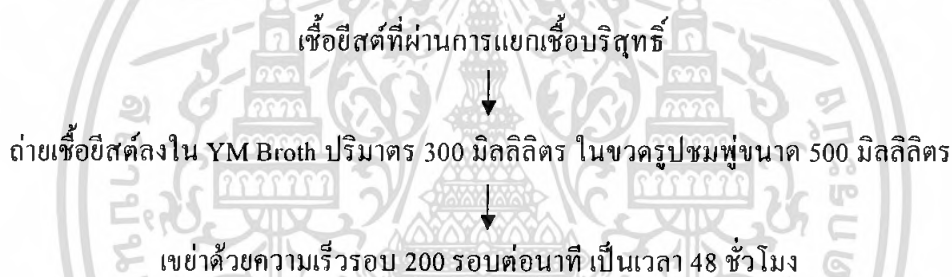 เชื้อยีสต์ที่ผ่านการแยกเชื้อบริสุทธิ์
ถ่ายเชื้อยีสต์ลงใน YM Broth ปริมาตร 300 มิลลิลิตร ในขวดรูปชมพู่ขนาด 500 มิลลิลิตร
เขย่าด้วยความเร็วรอบ 200 รอบต่อนาที เป็นเวลา 48 ชั่วโมง